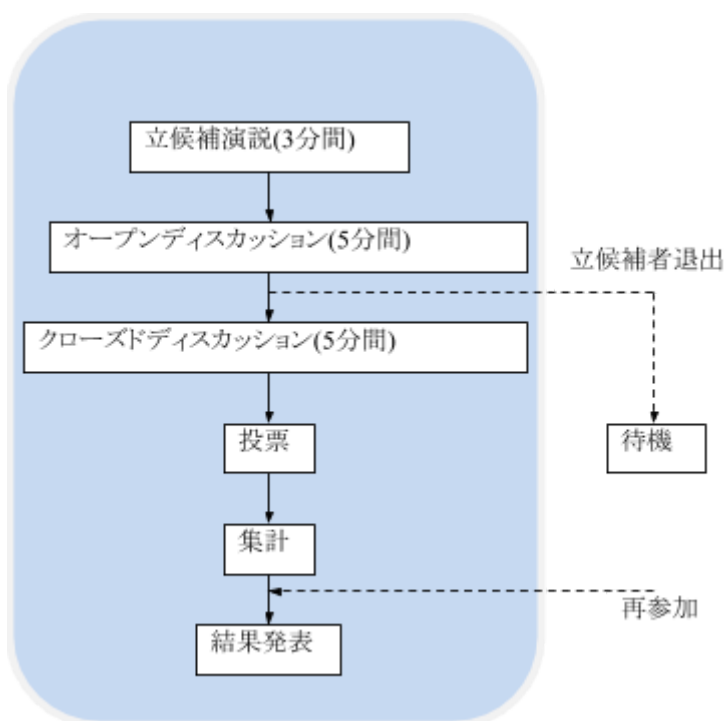 立候補演説(3分間)
オープンディスカッション(5分間)
立候補者退出
クローズドディスカッション(5分間)
投票
待機
集計
再参加
結果発表